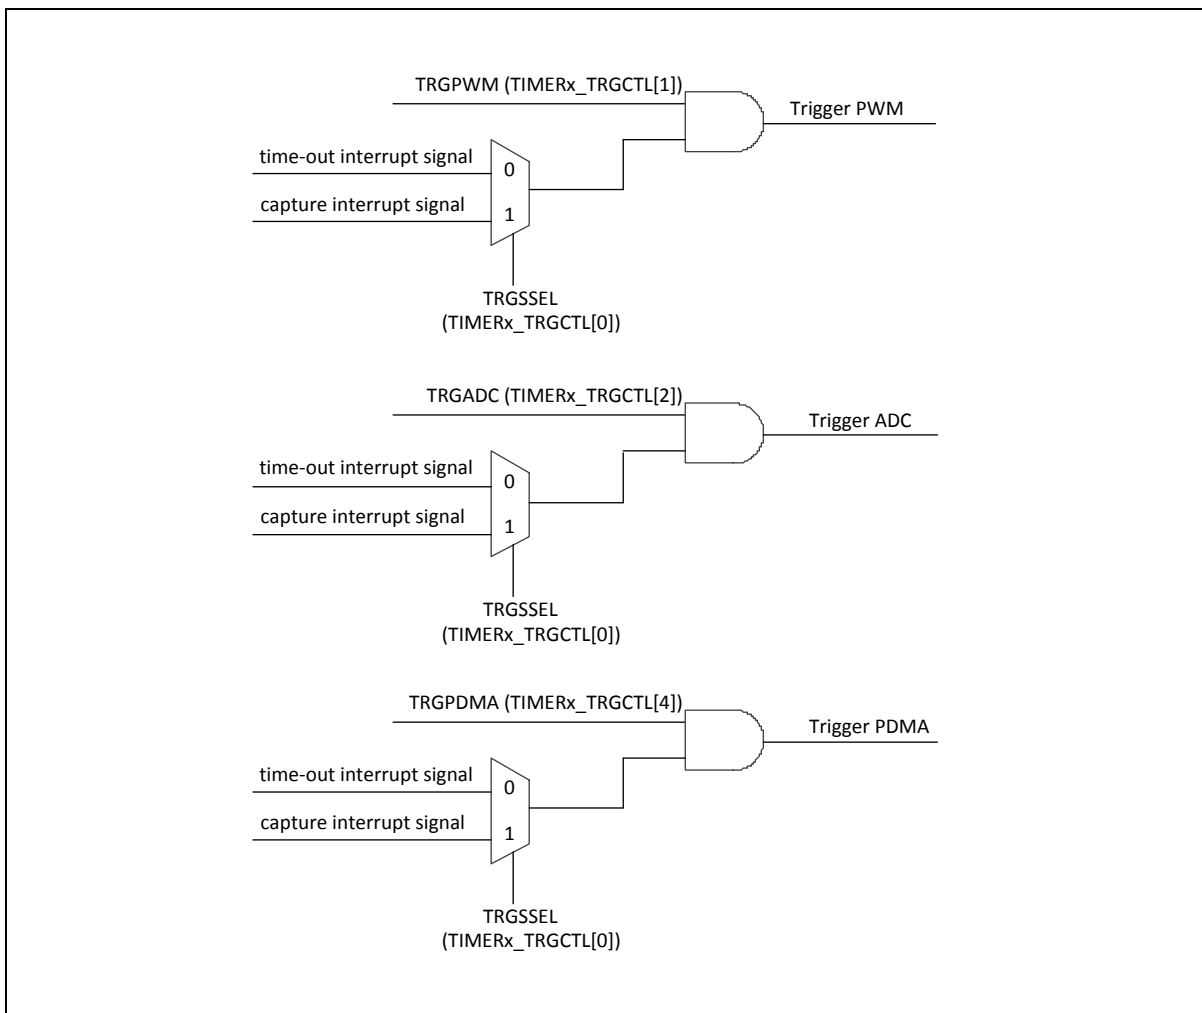 TRGPWM (TIMERx_TRGCTL[1])
Trigger PWM
time-out interrupt signal
0
capture interrupt signal
1
TRGSSEL
(TIMERx_TRGCTL[0])
TRGADC (TIMERx_TRGCTL[2])
Trigger ADC
time-out interrupt signal
0
capture interrupt signal
1
TRGSSEL
(TIMERx_TRGCTL[0])
TRGPDMA (TIMERx_TRGCTL[4])
Trigger PDMA
time-out interrupt signal
0
capture interrupt signal
1
TRGSSEL
(TIMERx_TRGCTL[0])